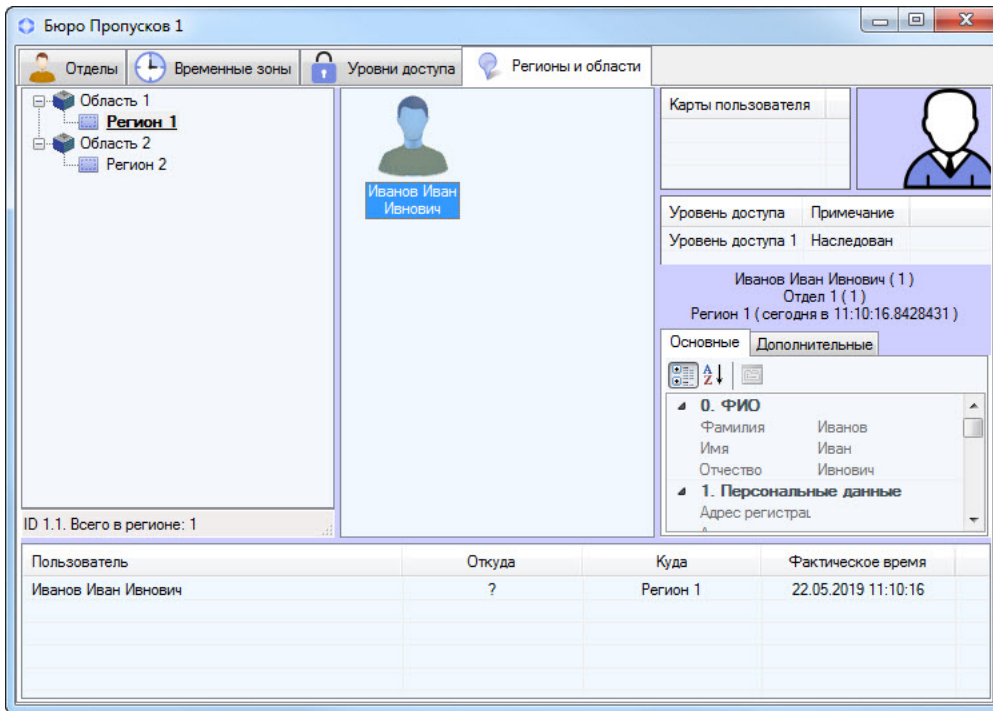 Бюро Пропусков 1
Отделы Временные зоны Уровни доступа Регионы и области
Область 1
Регион 1
Область 2
Регион 2
ID 1.1. Всего в регионе: 1
Иванов Иван
Ивнович
Карты пользователя
Уровень доступа Примечание
Уровень доступа 1 Наследован
Иванов Иван Ивнович ( 1 )
Отдел 1 ( 1 )
Регион 1 ( сегодня в 11:10:16.8428431 )
Основные Дополнительные
0. ФИО
Фамилия Иванов
Имя Иван
Отчество Ивнович
1. Персональные данные
Адрес регистрац
Пользователь Откуда Куда Фактическое время
Иванов Иван Ивнович ? Регион 1 22.05.2019 11:10:16